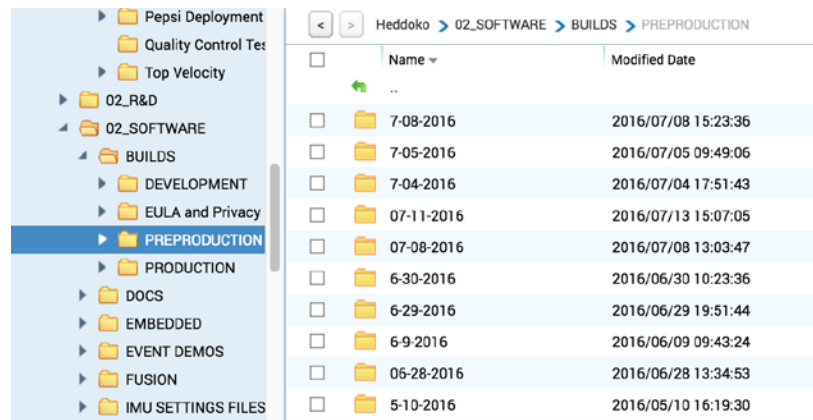 Pepsi Deployment
Quality Control Tes
Top Velocity
02_R&D
02_SOFTWARE
BUILDS
DEVELOPMENT
EULA and Privacy
PREPRODUCTION
PRODUCTION
DOCS
EMBEDDED
EVENT DEMOS
FUSION
IMU SETTINGS FILES
< > Heddoko > 02_SOFTWARE > BUILDS > PREPRODUCTION
Name Modified Date
..
7-08-2016 2016/07/08 15:23:36
7-05-2016 2016/07/05 09:49:06
7-04-2016 2016/07/04 17:51:43
07-11-2016 2016/07/13 15:07:05
07-08-2016 2016/07/08 13:03:47
6-30-2016 2016/06/30 10:23:36
6-29-2016 2016/06/29 19:51:44
6-9-2016 2016/06/09 09:43:24
06-28-2016 2016/06/28 13:34:53
5-10-2016 2016/05/10 16:19:30